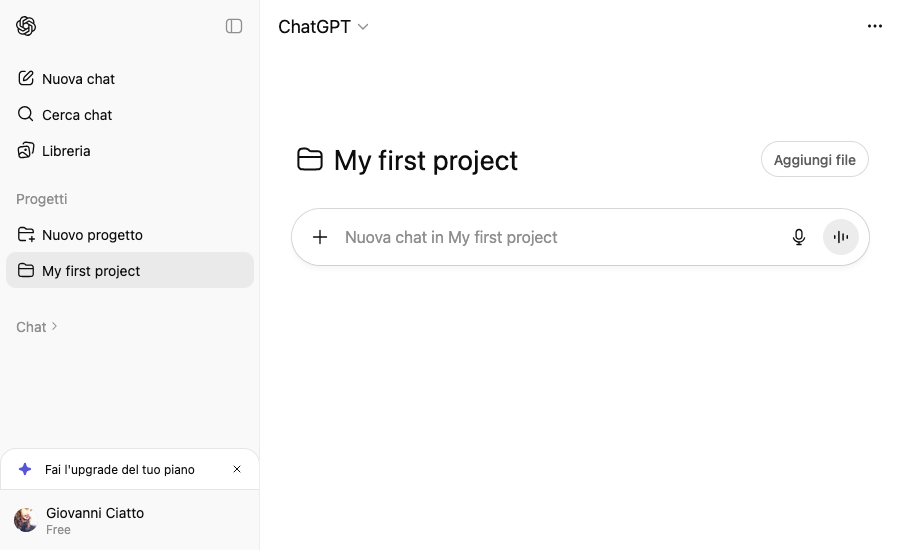 ChatGPT
Nuova chat
Cerca chat
Libreria
Progetti
Nuovo progetto
My first project
Chat
Fai l'upgrade del tuo piano
Giovanni Ciatto
Free
My first project
Aggiungi file
Nuova chat in My first project